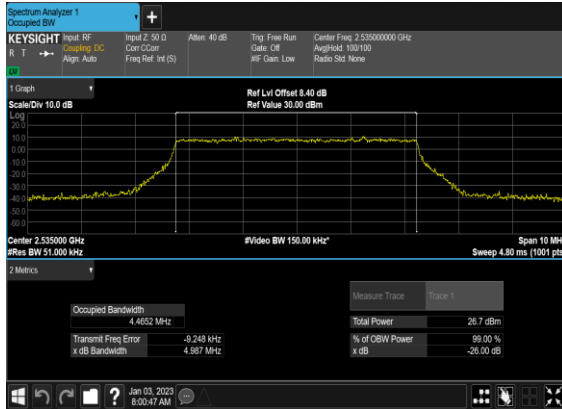 Spectrum Analyzer 1
Occupied BW
+
KEYSIGHT Input: RF Input Z: 50 Ω Atten: 40 dB Trig: Free Run Center Freq: 2.535000000 GHz
R T Coupling: DC Corr CCorr Gate: Off Avg|Hold: 100/100
Align: Auto Freq Ref: Int (S) #IF Gain: Low Radio Std: None
1 Graph
Scale/Div 10.0 dB
Ref Lvl Offset 8.40 dB
Ref Value 30.00 dBm
Log
20.0
10.0
0.00
-10.0
-20.0
-30.0
-40.0
-50.0
-60.0
Center 2.535000 GHz #Video BW 150.00 kHz* Span 10 MH
#Res BW 51.000 kHz Sweep 4.80 ms (1001 pts
2 Metrics
Measure Trace Trace 1
Occupied Bandwidth
4.4652 MHz
Total Power 26.7 dBm
Transmit Freq Error -9.248 kHz % of OBW Power 99.00 %
x dB Bandwidth 4.987 MHz x dB -26.00 dB
? Jan 03, 2023
8:00:47 AM